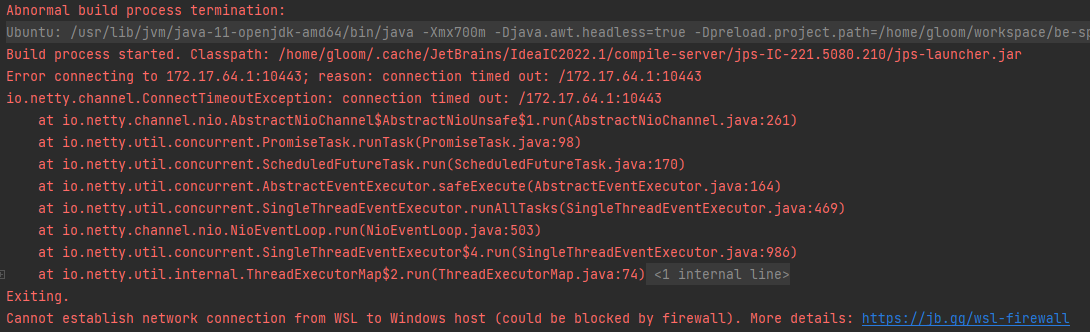 Abnormal build process termination:
Ubuntu: /usr/lib/jvm/java-11-openjdk-amd64/bin/java -Xmx700m -Djava.awt.headless=true -Dpreload.project.path=/home/gloom/workspace/be-sp
Build process started. Classpath: /home/gloom/.cache/JetBrains/IdeaIC2022.1/compile-server/jps-IC-221.5080.210/jps-launcher.jar
Error connecting to 172.17.64.1:10443; reason: connection timed out: /172.17.64.1:10443
io.netty.channel.ConnectTimeoutException: connection timed out: /172.17.64.1:10443
    at io.netty.channel.nio.AbstractNioChannel$AbstractNioUnsafe$1.run(AbstractNioChannel.java:261)
    at io.netty.util.concurrent.PromiseTask.runTask(PromiseTask.java:98)
    at io.netty.util.concurrent.ScheduledFutureTask.run(ScheduledFutureTask.java:170)
    at io.netty.util.concurrent.AbstractEventExecutor.safeExecute(AbstractEventExecutor.java:164)
    at io.netty.util.concurrent.SingleThreadEventExecutor.runAllTasks(SingleThreadEventExecutor.java:469)
    at io.netty.channel.nio.NioEventLoop.run(NioEventLoop.java:503)
    at io.netty.util.concurrent.SingleThreadEventExecutor$4.run(SingleThreadEventExecutor.java:986)
    at io.netty.util.internal.ThreadExecutorMap$2.run(ThreadExecutorMap.java:74) <1 internal line>
Exiting.
Cannot establish network connection from WSL to Windows host (could be blocked by firewall). More details: https://jb.gg/wsl-firewall